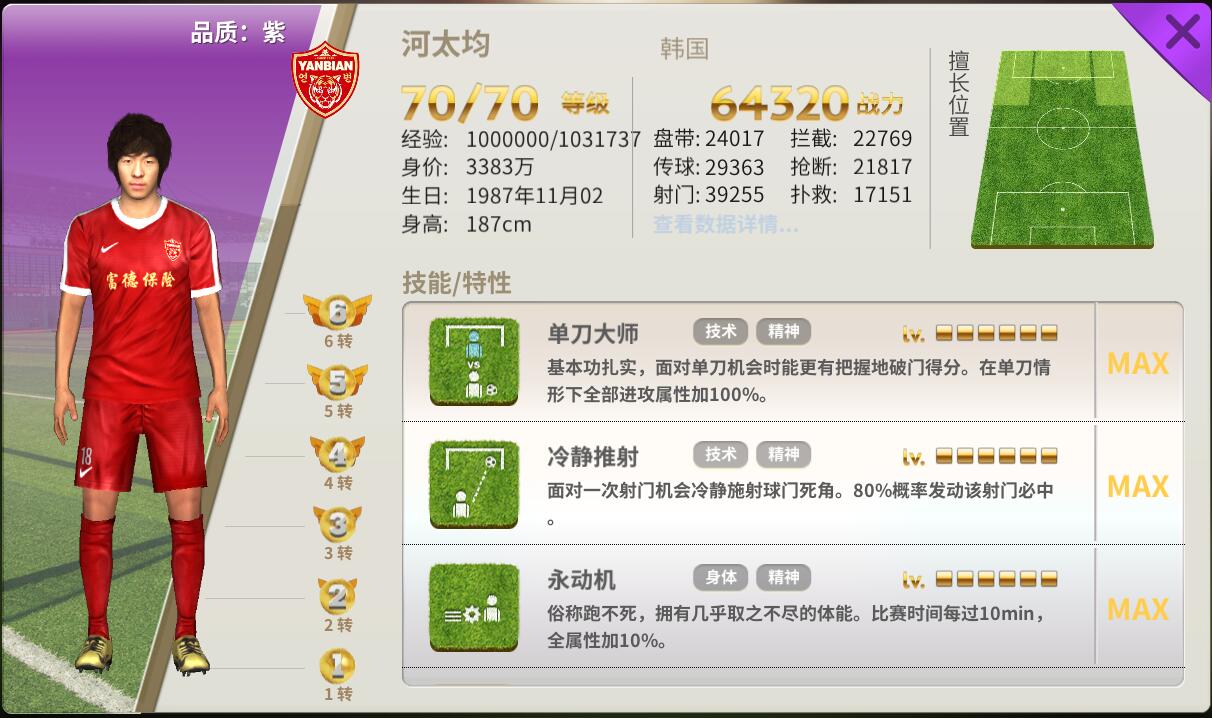 品质：紫
YANBIAN
연 변
富德保险
18
6
6 转
5
5 转
4
4 转
3
3 转
2
2 转
1
1 转
河太均
韩国
70/70 等级
64320 战力
经验: 1000000/1031737
身价: 3383万
生日: 1987年11月02
身高: 187cm
盘带: 24017 拦截: 22769
传球: 29363 抢断: 21817
射门: 39255 扑救: 17151
查看数据详情...
擅长位置
技能/特性
单刀大师 技术 精神 lv.
VS
基本功扎实，面对单刀机会时能更有把握地破门得分。在单刀情
形下全部进攻属性加100%。
MAX
冷静推射 技术 精神 lv.
面对一次射门机会冷静施射球门死角。80%概率发动该射门必中
。
MAX
永动机 身体 精神 lv.
俗称跑不死，拥有几乎取之不尽的体能。比赛时间每过10min，
全属性加10%。
MAX